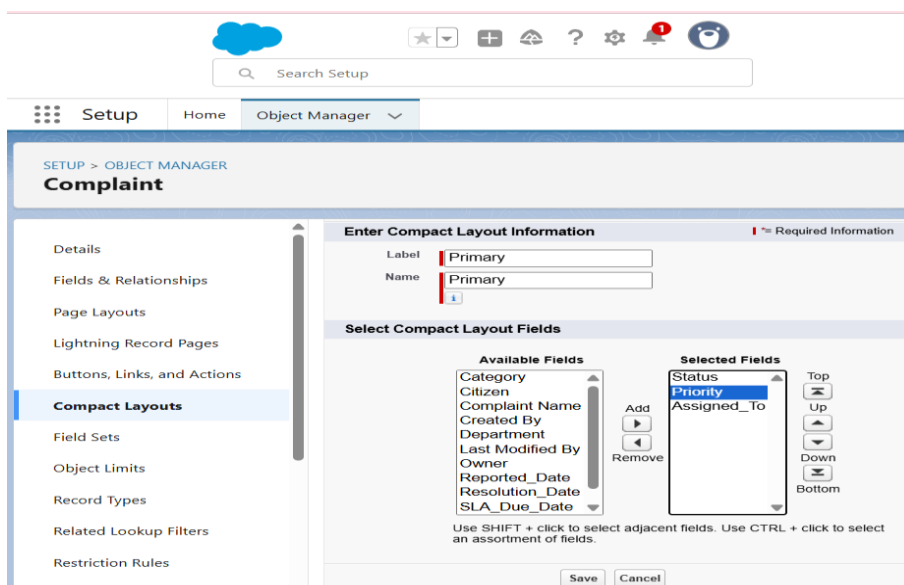 1
Search Setup
Setup Home Object Manager
SETUP > OBJECT MANAGER
Complaint
Details
Fields & Relationships
Page Layouts
Lightning Record Pages
Buttons, Links, and Actions
Compact Layouts
Field Sets
Object Limits
Record Types
Related Lookup Filters
Restriction Rules
Enter Compact Layout Information *= Required Information
Label Primary
Name Primary
i
Select Compact Layout Fields
Available Fields
Category
Citizen
Complaint Name
Created By
Department
Last Modified By
Owner
Reported_Date
Resolution_Date
SLA_Due_Date
Add
Remove
Selected Fields
Status
Priority
Assigned_To
Top
Up
Down
Bottom
Use SHIFT + click to select adjacent fields. Use CTRL + click to select
an assortment of fields.
Save Cancel